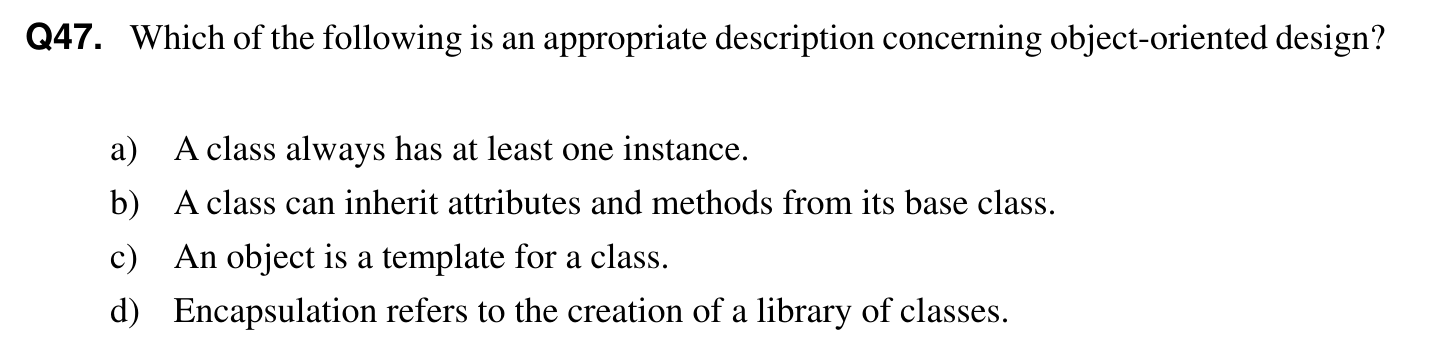 Q47. Which of the following is an appropriate description concerning object-oriented design?
a) A class always has at least one instance.
b) A class can inherit attributes and methods from its base class.
c) An object is a template for a class.
d) Encapsulation refers to the creation of a library of classes.